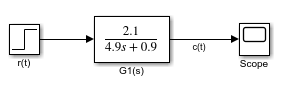 2.1
4.9s + 0.9
c(t)
r(t)
G1(s)
Scope